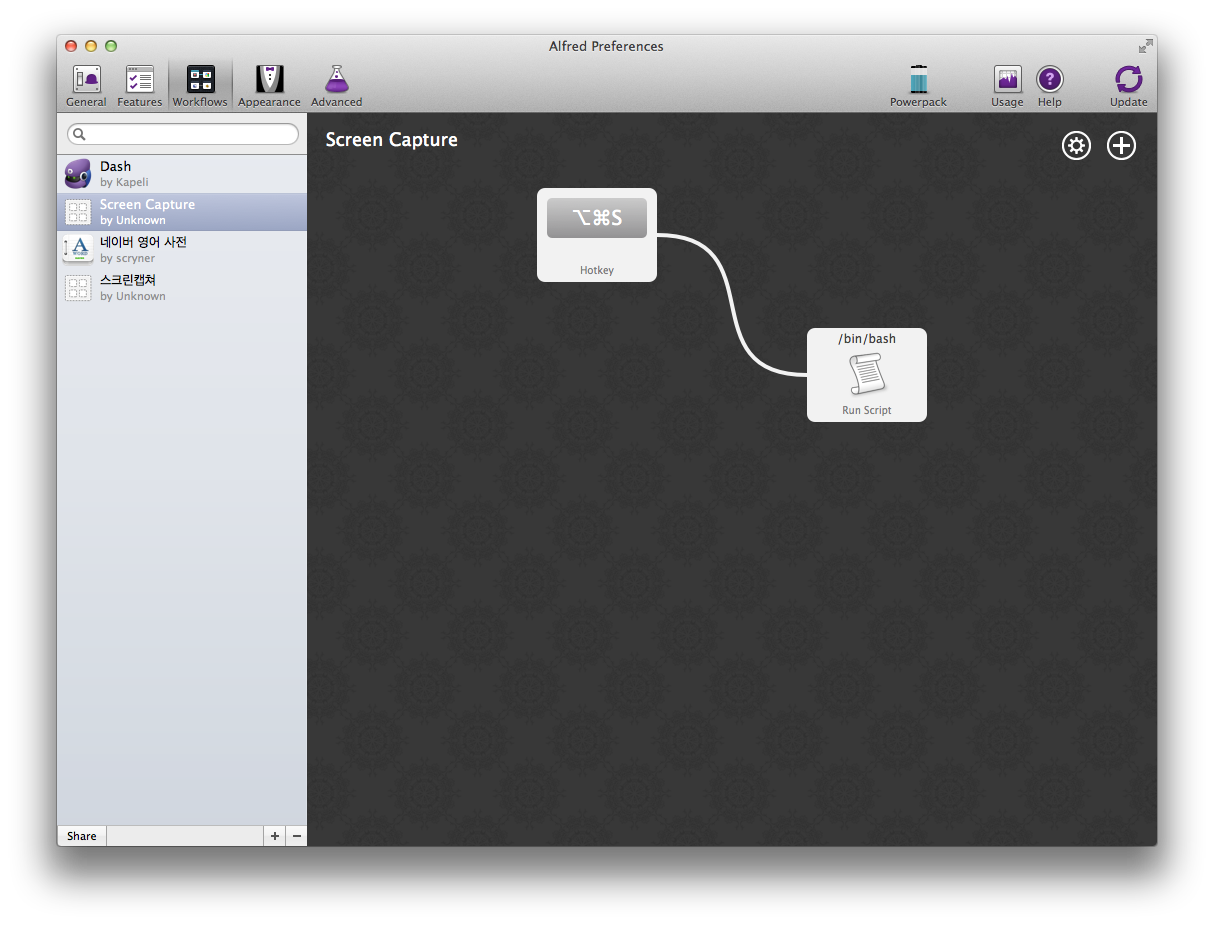 Alfred Preferences
General
Features
Workflows
Appearance
Advanced
Powerpack
Usage
Help
Update
Dash
by Kapeli
Screen Capture
by Unknown
네이버 영어 사전
by scryner
스크린캡쳐
by Unknown
Share
Screen Capture
⌥⌘S
Hotkey
/bin/bash
Run Script